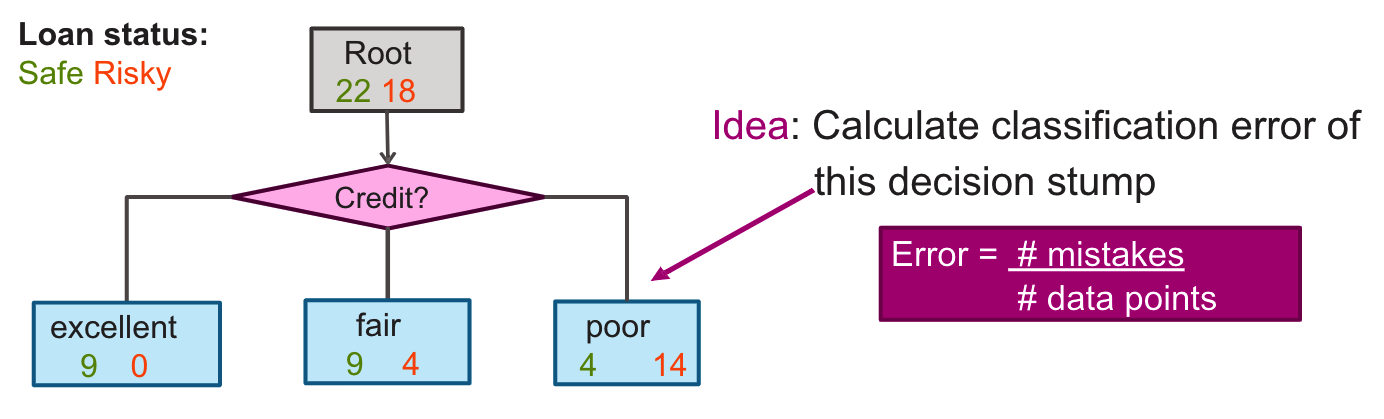 Loan status:
Safe Risky
Root
22 18
Idea: Calculate classification error of
this decision stump
Credit?
Error = # mistakes
# data points
excellent
9 0
fair
9 4
poor
4 14